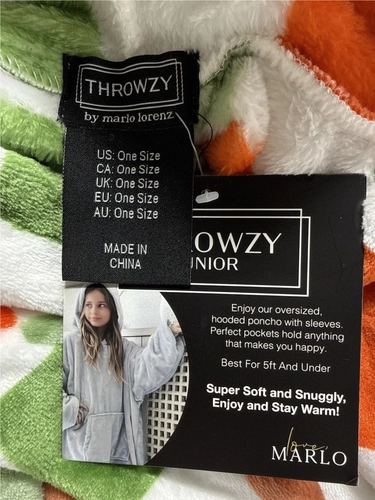 THROWZY
by marlo lorenz
US: One Size
CA: One Size
UK: One Size
EU: One Size
AU: One Size
MADE IN
CHINA
ROWZY
UNIOR
Enjoy our oversized,
hooded poncho with sleeves.
Perfect pockets hold anything
that makes you happy.
Best For 5ft And Under
Super Soft and Snuggly,
Enjoy and Stay Warm!
love,
MARLO